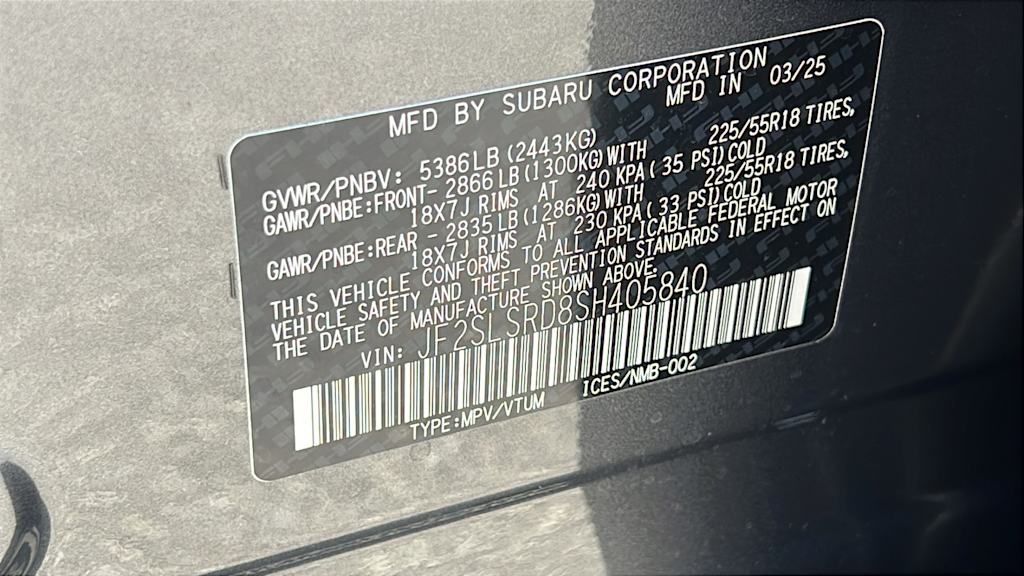 MFD BY SUBARU CORPORATION
MFD IN 03/25
GVWR/PNBV: 5386LB(2443KG)
GAWR/PNBE:FRONT- 2866LB(1300KG)WITH 225/55R18 TIRES,
18X7J RIMS AT 240 KPA( 35 PSI)COLD
GAWR/PNBE:REAR - 2835LB(1286KG)WITH 225/55R18 TIRES,
18X7J RIMS AT 230 KPA( 33 PSI)COLD
THIS VEHICLE CONFORMS TO ALL APPLICABLE FEDERAL MOTOR
VEHICLE SAFETY AND THEFT PREVENTION STANDARDS IN EFFECT ON
THE DATE OF MANUFACTURE SHOWN ABOVE.
VIN: JF2SLSRD8SH405840
TYPE:MPV/VTUM ICES/NMB-002